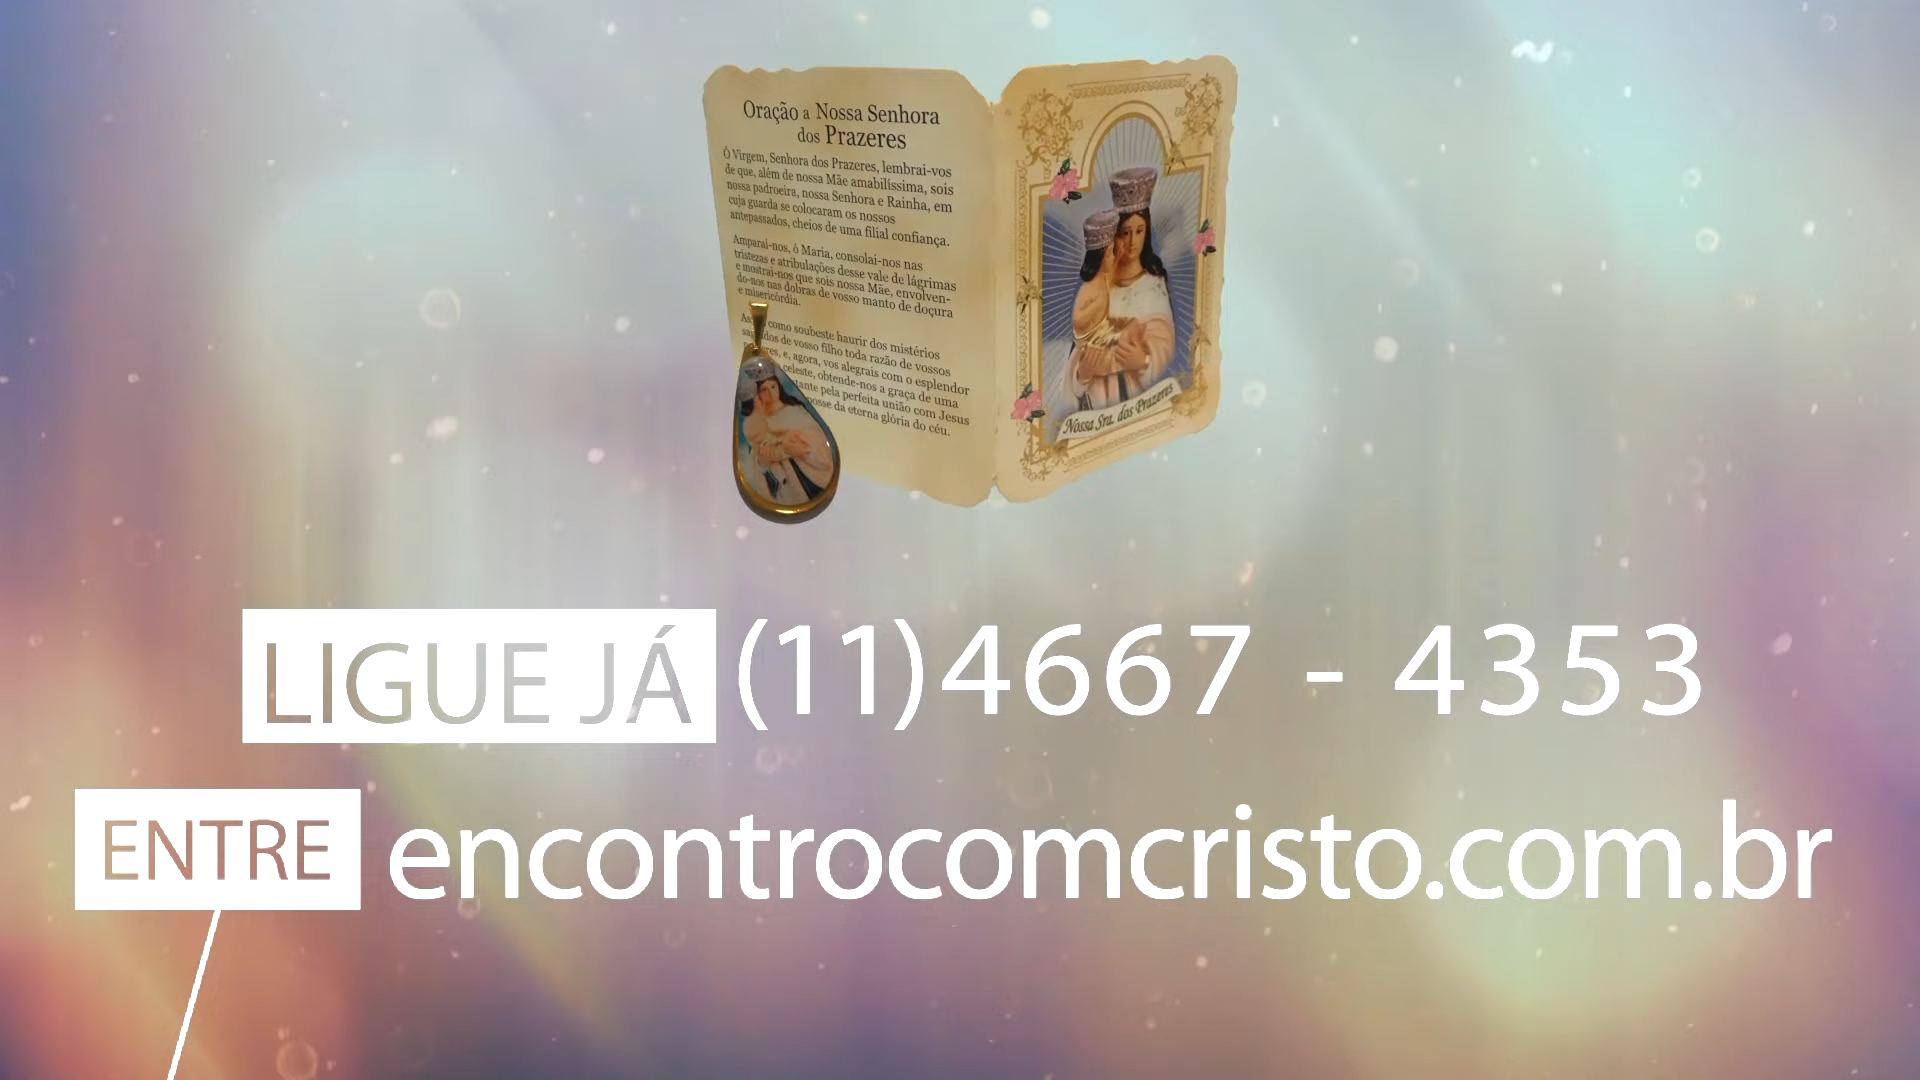 Oração a Nossa Senhora
dos Prazeres
Ó Virgem, Senhora dos Prazeres, lembrai-vos
de que, além de nossa Mãe amabilíssima, sois
nossa padroeira, nossa Senhora e Rainha, em
cuja guarda se colocaram os nossos
antepassados, cheios de uma filial confiança.
Amparai-nos, ó Maria, consolai-nos nas
tristezas e atribulações desse vale de lágrimas
e mostrai-nos que sois nossa Mãe, envolven-
do-nos nas dobras de vosso manto de doçura
e misericórdia.
como soubeste haurir dos mistérios
de vosso filho toda razão de vossos
e, agora, vos alegrais com o esplendor
celeste, obtende-nos a graça de uma
pela perfeita união com Jesus
posse da eterna glória do céu.
Nossa Sra. dos Prazeres
LIGUE JÁ (11)4667 - 4353
ENTRE encontrocomcristo.com.br